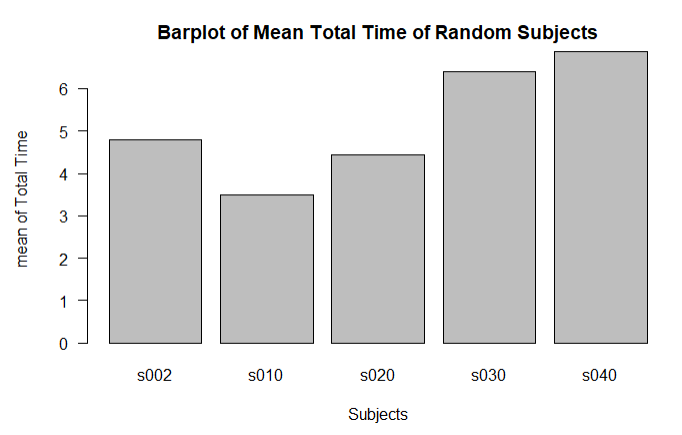 Barplot of Mean Total Time of Random Subjects
mean of Total Time
6
5
4
3
2
1
0
s002 s010 s020 s030 s040
Subjects